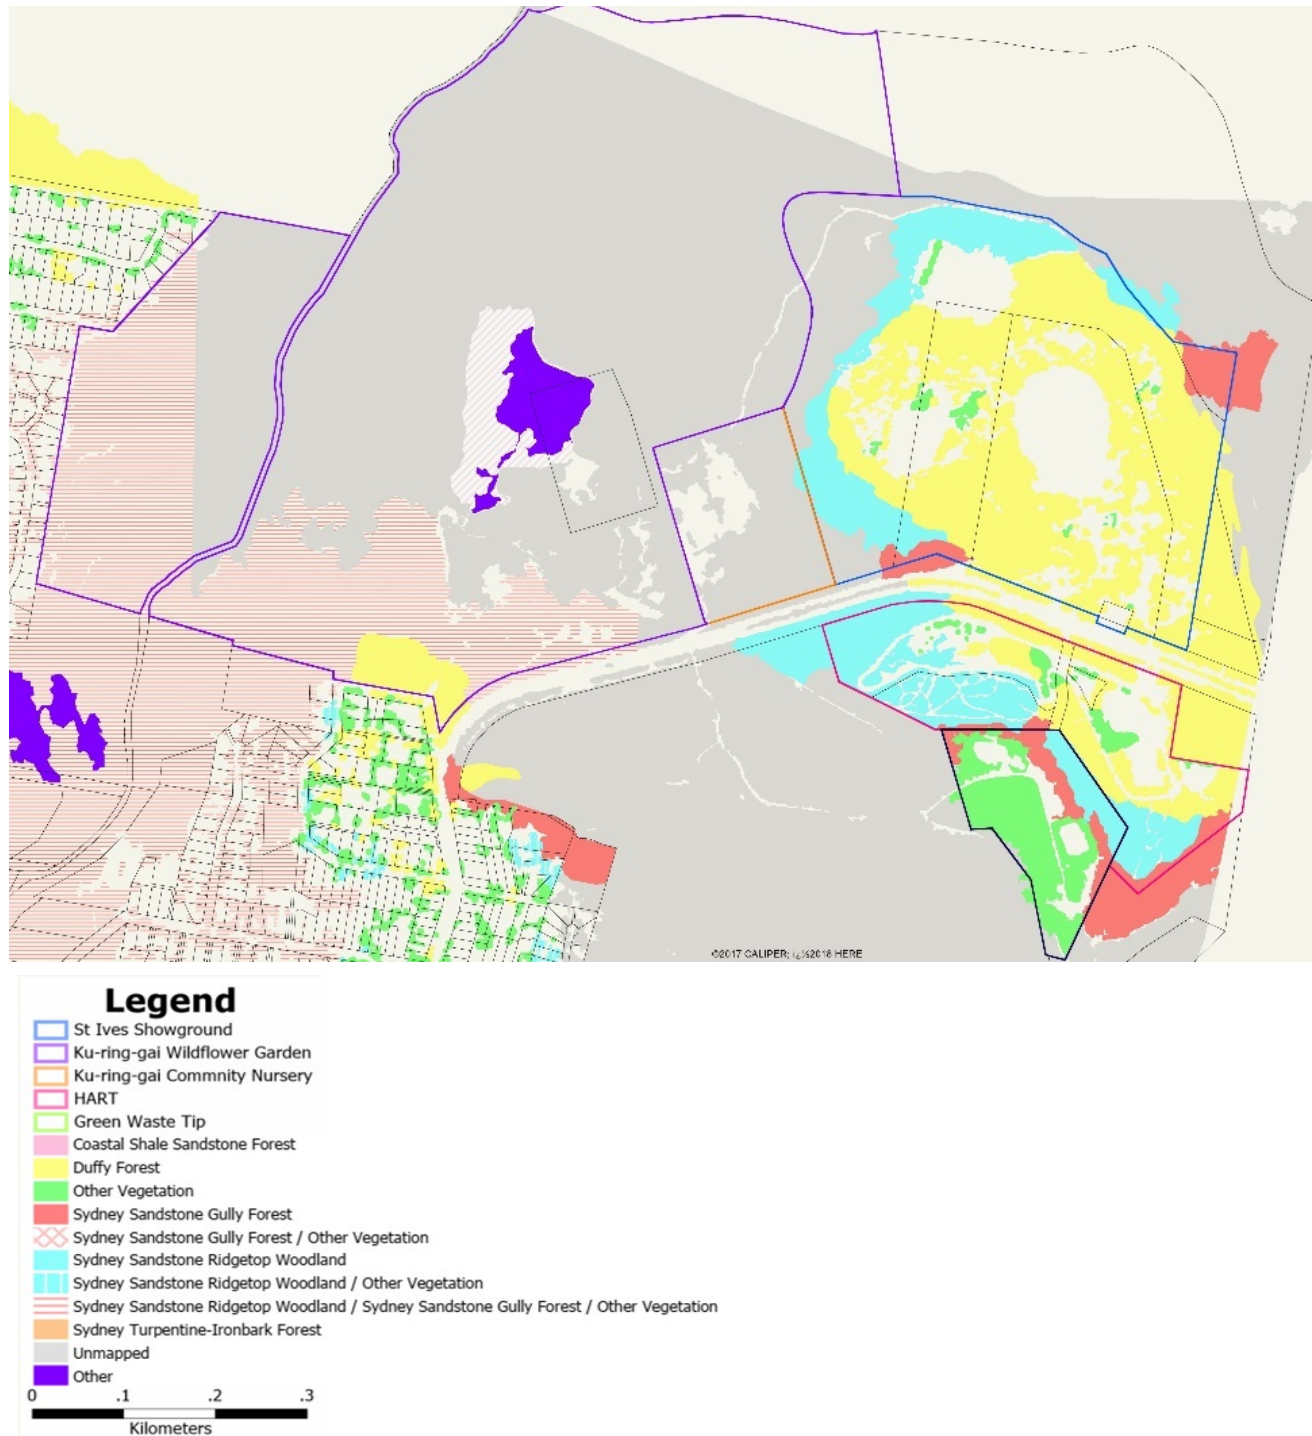 ©2017 CALIPER; ï¿½2018 HERE
Legend
St Ives Showground
Ku-ring-gai Wildflower Garden
Ku-ring-gai Commnity Nursery
HART
Green Waste Tip
Coastal Shale Sandstone Forest
Duffy Forest
Other Vegetation
Sydney Sandstone Gully Forest
Sydney Sandstone Gully Forest / Other Vegetation
Sydney Sandstone Ridgetop Woodland
Sydney Sandstone Ridgetop Woodland / Other Vegetation
Sydney Sandstone Ridgetop Woodland / Sydney Sandstone Gully Forest / Other Vegetation
Sydney Turpentine-Ironbark Forest
Unmapped
Other
0 .1 .2 .3
Kilometers